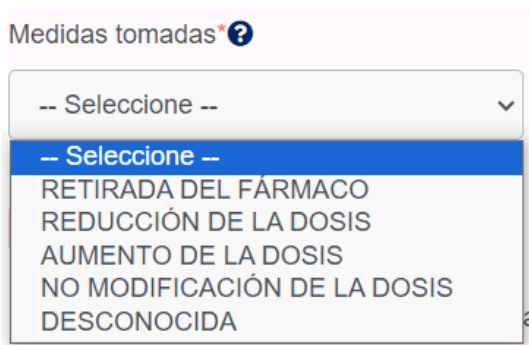 Medidas tomadas*?
-- Seleccione --
-- Seleccione --
RETIRADA DEL FÁRMACO
REDUCCIÓN DE LA DOSIS
AUMENTO DE LA DOSIS
NO MODIFICACIÓN DE LA DOSIS
DESCONOCIDA